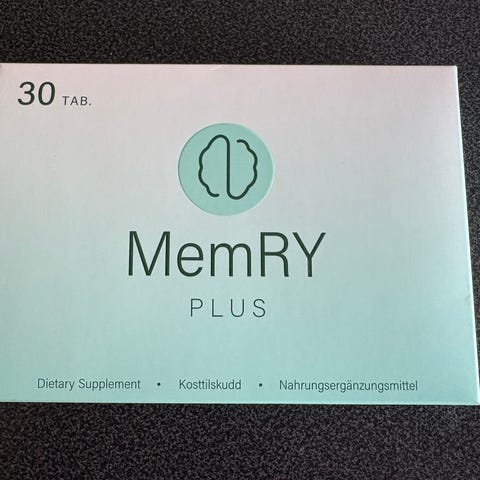 30 TAB.
MemRY
PLUS
Dietary Supplement • Kosttilskudd • Nahrungsergänzungsmittel